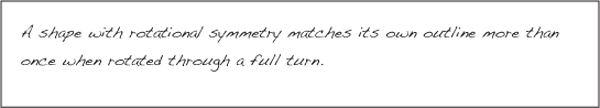 A shape with rotational symmetry matches its own outline more than
once when rotated through a full turn.